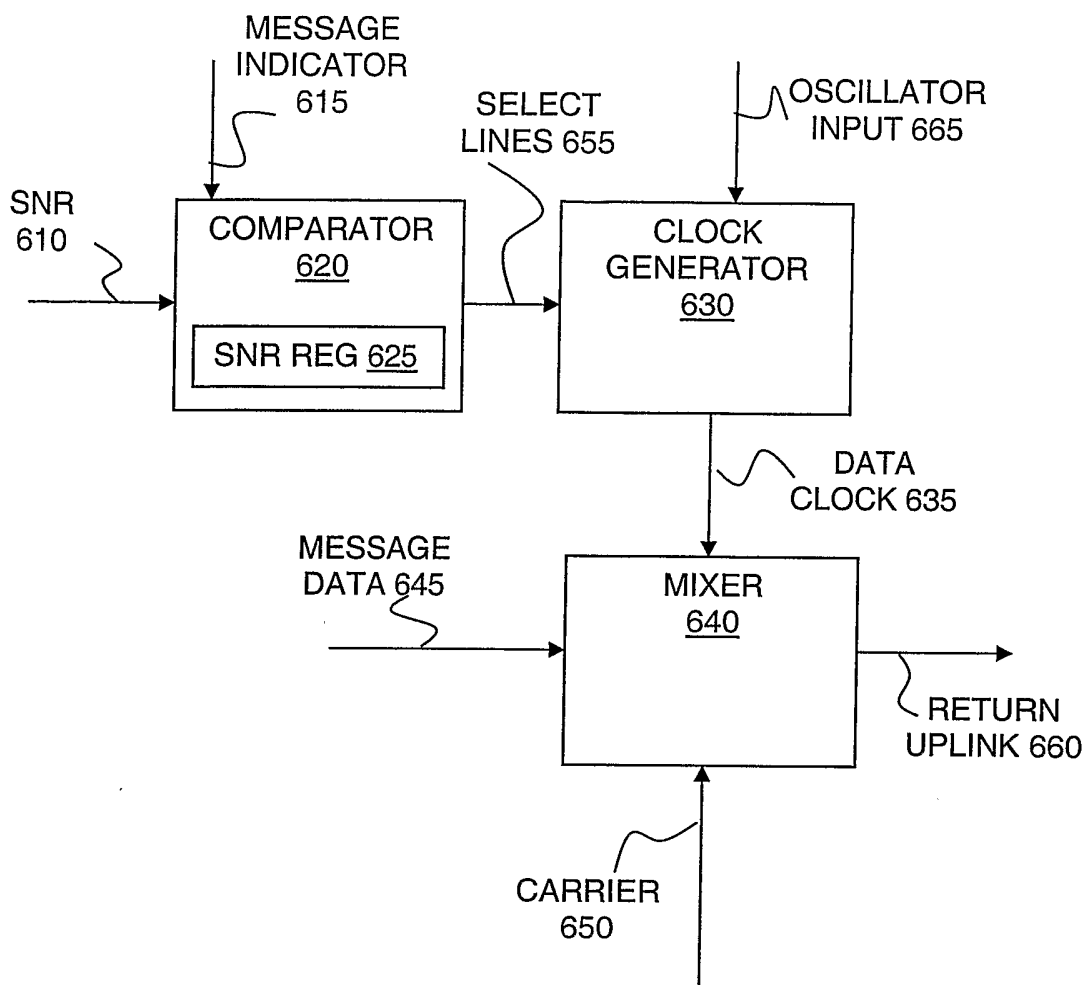 MESSAGE
INDICATOR
615
SELECT
LINES 655
OSCILLATOR
INPUT 665
SNR
610
COMPARATOR
620
SNR REG 625
CLOCK
GENERATOR
630
DATA
CLOCK 635
MESSAGE
DATA 645
MIXER
640
RETURN
UPLINK 660
CARRIER
650